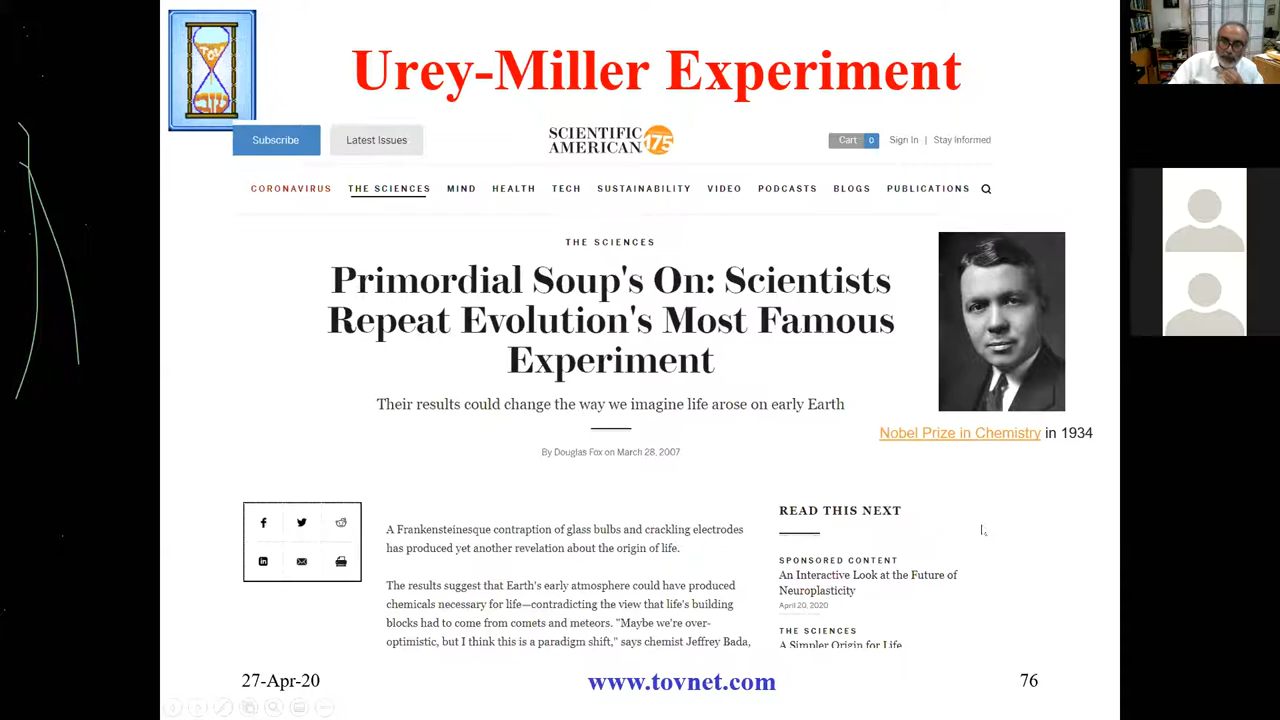 Urey-Miller Experiment
TOV
Subscribe
Latest Issues
SCIENTIFIC
AMERICAN 175
Cart 0
Sign In | Stay Informed
CORONAVIRUS THE SCIENCES MIND HEALTH TECH SUSTAINABILITY VIDEO PODCASTS BLOGS PUBLICATIONS
THE SCIENCES
Primordial Soup's On: Scientists
Repeat Evolution's Most Famous
Experiment
Their results could change the way we imagine life arose on early Earth
By Douglas Fox on March 28, 2007
Nobel Prize in Chemistry in 1934
A Frankensteinesque contraption of glass bulbs and crackling electrodes
has produced yet another revelation about the origin of life.
The results suggest that Earth's early atmosphere could have produced
chemicals necessary for life—contradicting the view that life's building
blocks had to come from comets and meteors. "Maybe we're over-
optimistic, but I think this is a paradigm shift," says chemist Jeffrey Bada,
READ THIS NEXT
SPONSORED CONTENT
An Interactive Look at the Future of
Neuroplasticity
April 20, 2020
THE SCIENCES
A Simpler Origin for Life
27-Apr-20
www.tovnet.com
76